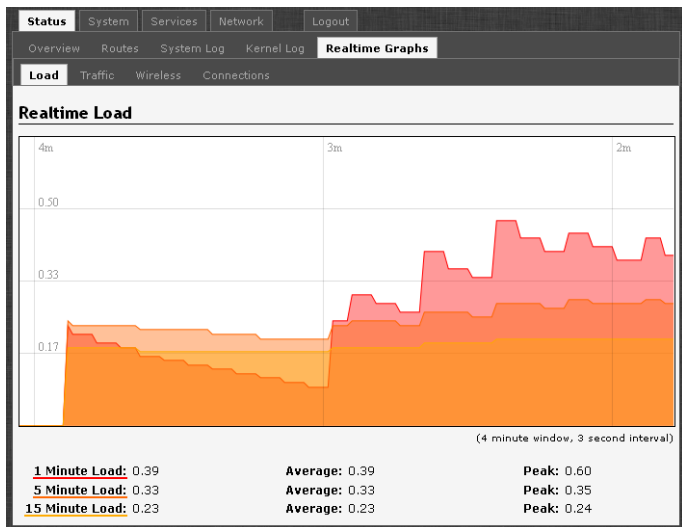 Status System Services Network Logout
Overview Routes System Log Kernel Log Realtime Graphs
Load Traffic Wireless Connections
Realtime Load
4m 3m 2m
0.50
0.33
0.17
(4 minute window, 3 second interval)
1 Minute Load: 0.39 Average: 0.39 Peak: 0.60
5 Minute Load: 0.33 Average: 0.33 Peak: 0.35
15 Minute Load: 0.23 Average: 0.23 Peak: 0.24